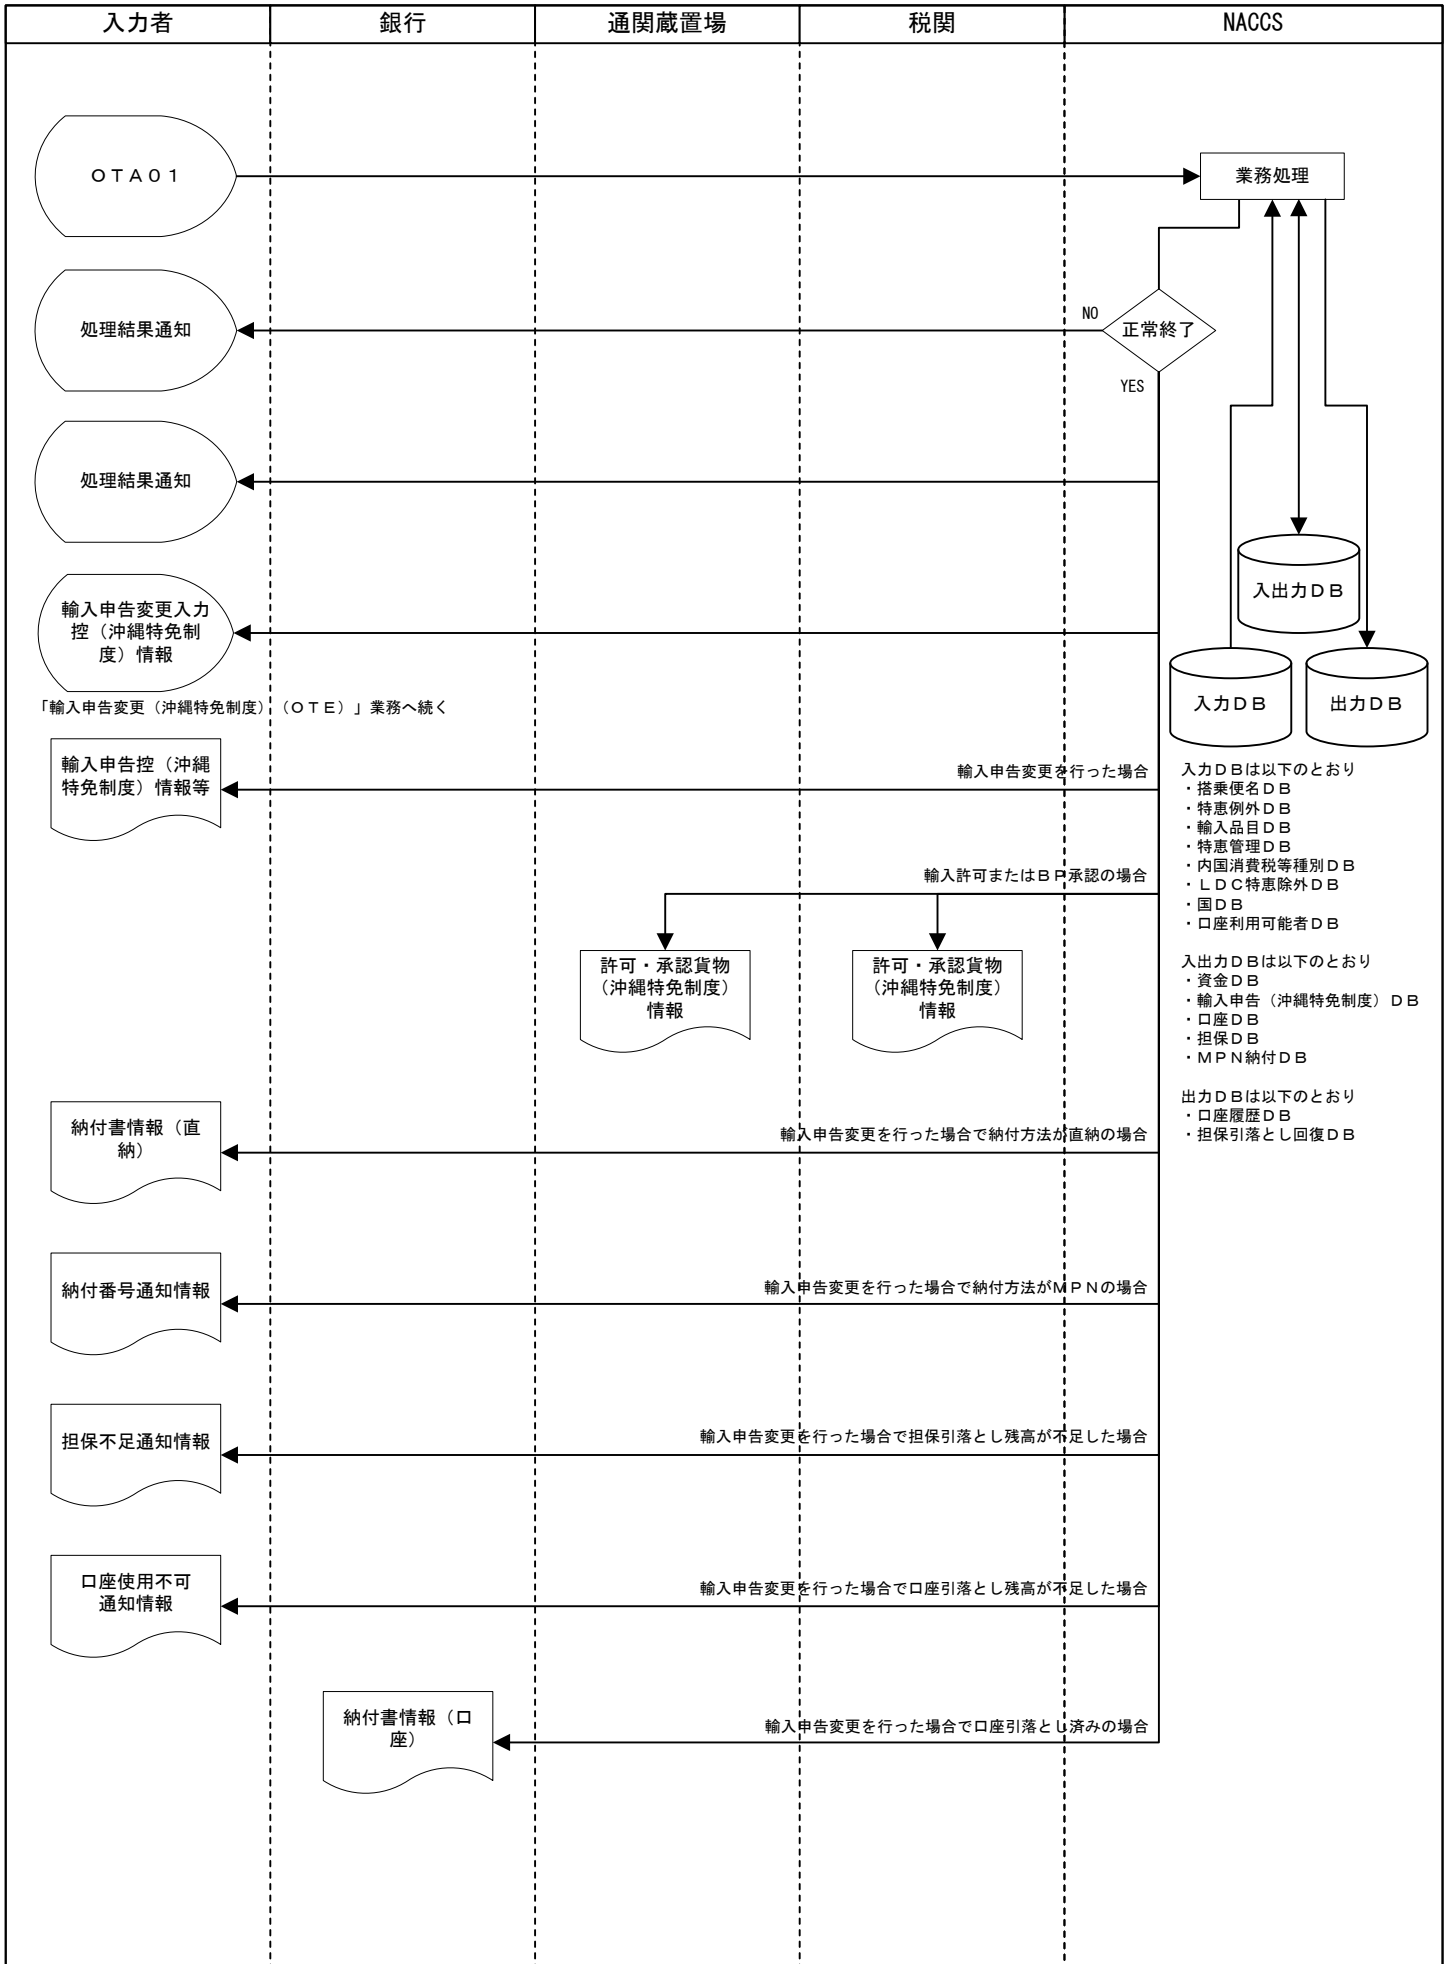 入力者
銀行
通関蔵置場
税関
NACCS
ＯＴＡ０１
業務処理
処理結果通知
NO
正常終了
YES
処理結果通知
入出力ＤＢ
輸入申告変更入力
控（沖縄特免制
度）情報
入力ＤＢ
出力ＤＢ
「輸入申告変更（沖縄特免制度）（ＯＴＥ）」業務へ続く
輸入申告控（沖縄
特免制度）情報等
輸入申告変更を行った場合
入力ＤＢは以下のとおり
・搭乗便名ＤＢ
・特恵例外ＤＢ
・輸入品目ＤＢ
・特恵管理ＤＢ
・内国消費税等種別ＤＢ
・ＬＤＣ特恵除外ＤＢ
・国ＤＢ
・口座利用可能者ＤＢ
輸入許可またはＢＰ承認の場合
許可・承認貨物
（沖縄特免制度）
情報
許可・承認貨物
（沖縄特免制度）
情報
入出力ＤＢは以下のとおり
・資金ＤＢ
・輸入申告（沖縄特免制度）ＤＢ
・口座ＤＢ
・担保ＤＢ
・ＭＰＮ納付ＤＢ
出力ＤＢは以下のとおり
・口座履歴ＤＢ
・担保引落とし回復ＤＢ
納付書情報（直
納）
輸入申告変更を行った場合で納付方法が直納の場合
納付番号通知情報
輸入申告変更を行った場合で納付方法がＭＰＮの場合
担保不足通知情報
輸入申告変更を行った場合で担保引落とし残高が不足した場合
口座使用不可
通知情報
輸入申告変更を行った場合で口座引落とし残高が不足した場合
納付書情報（口
座）
輸入申告変更を行った場合で口座引落とし済みの場合